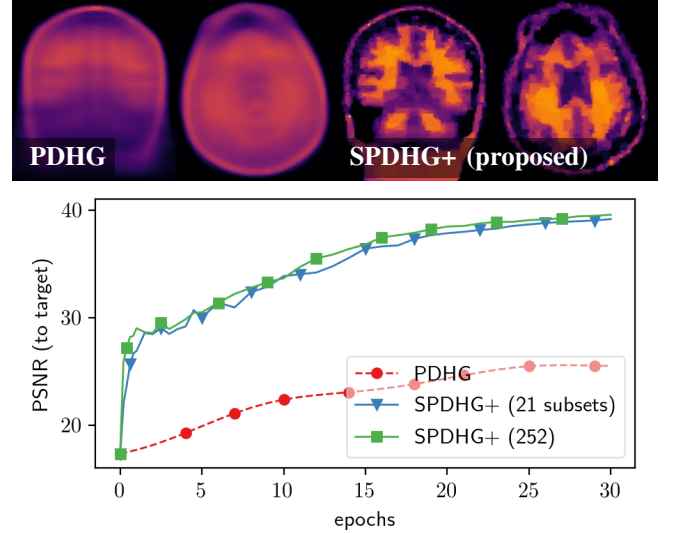 PDHG
SPDHG+ (proposed)
40
30
20
PSNR (to target)
PDHG
SPDHG+ (21 subsets)
SPDHG+ (252)
0 5 10 15 20 25 30
epochs